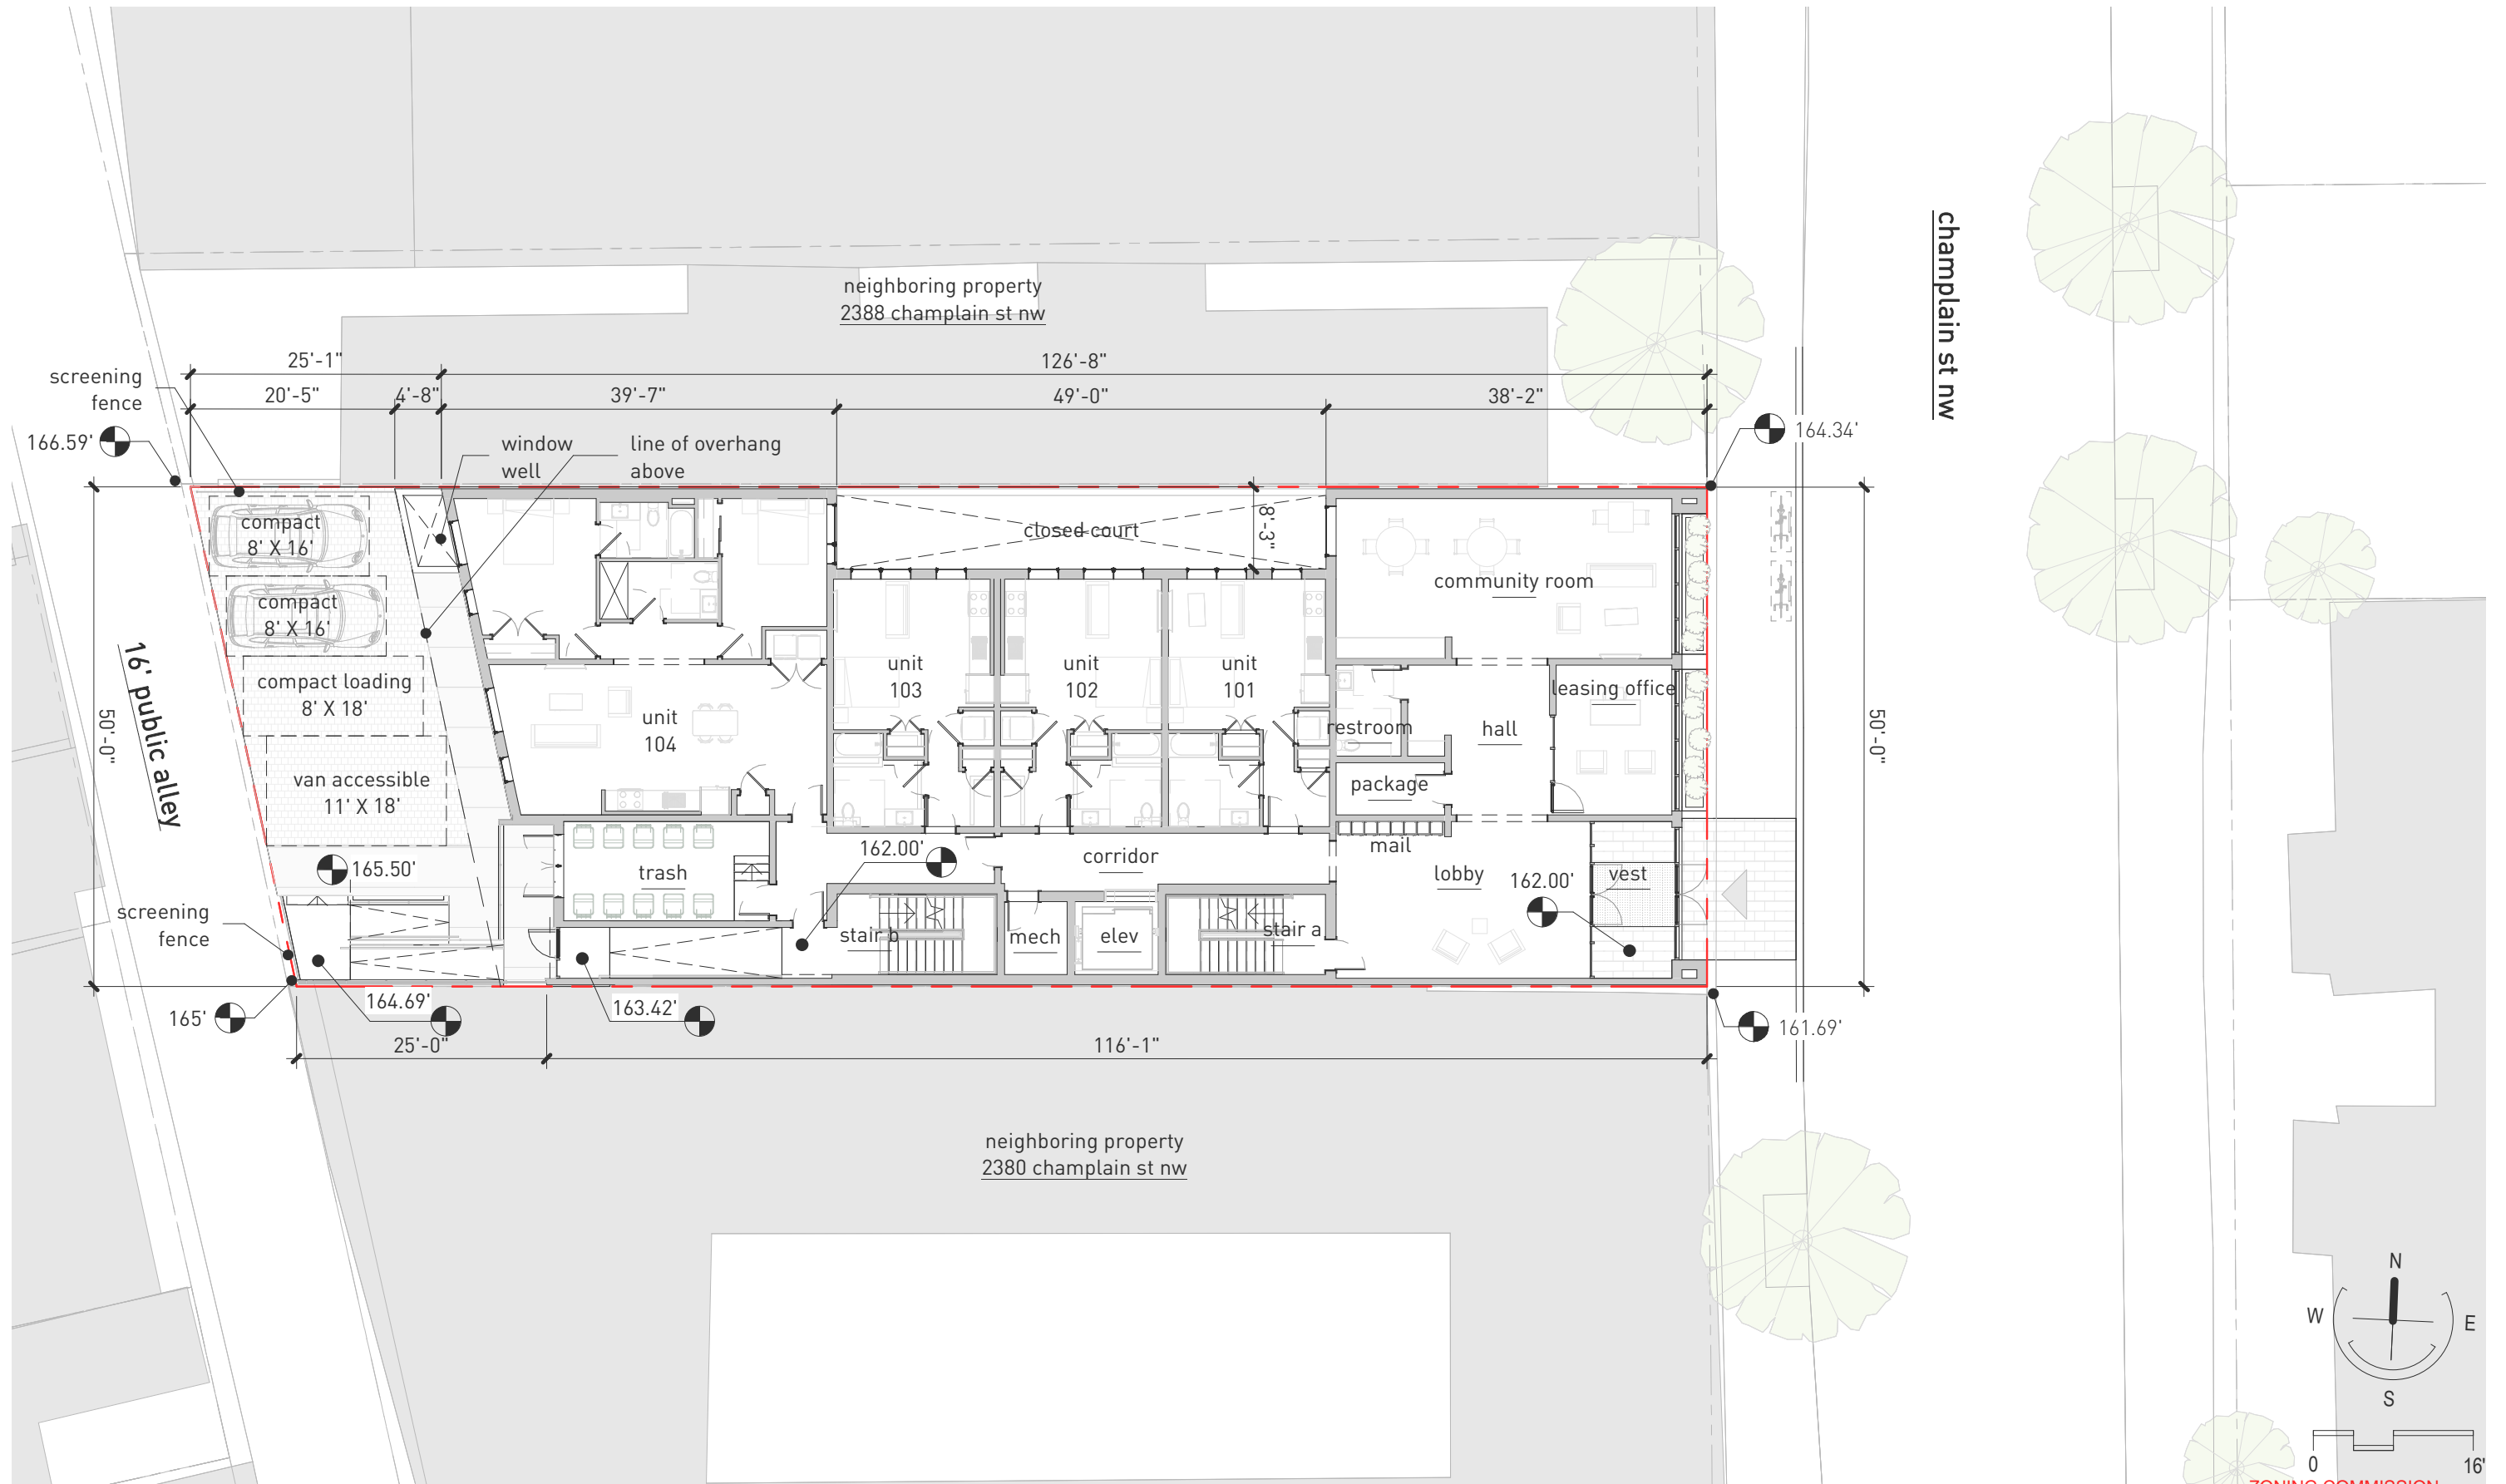 neighboring property
2388 champlain st nw
champlain st nw
25'-1"
126'-8"
screening
fence
20'-5"
4'-8"
39'-7"
49'-0"
38'-2"
166.59'
window
well
line of overhang
above
164.34'
compact
8' X 16'
closed court
8'-3"
community room
compact
8' X 16'
16' public alley
50'-0"
compact loading
8' X 18'
unit
103
unit
102
unit
101
leasing office
unit
104
restroom
hall
50'-0"
van accessible
11' X 18'
package
mail
162.00'
corridor
165.50'
trash
lobby
162.00'
vest
screening
fence
stair b
mech
elev
stair a
164.69'
163.42'
165'
161.69'
25'-0"
116'-1"
neighboring property
2380 champlain st nw
N
W
E
S
0
16'
ZONING COMMISSION